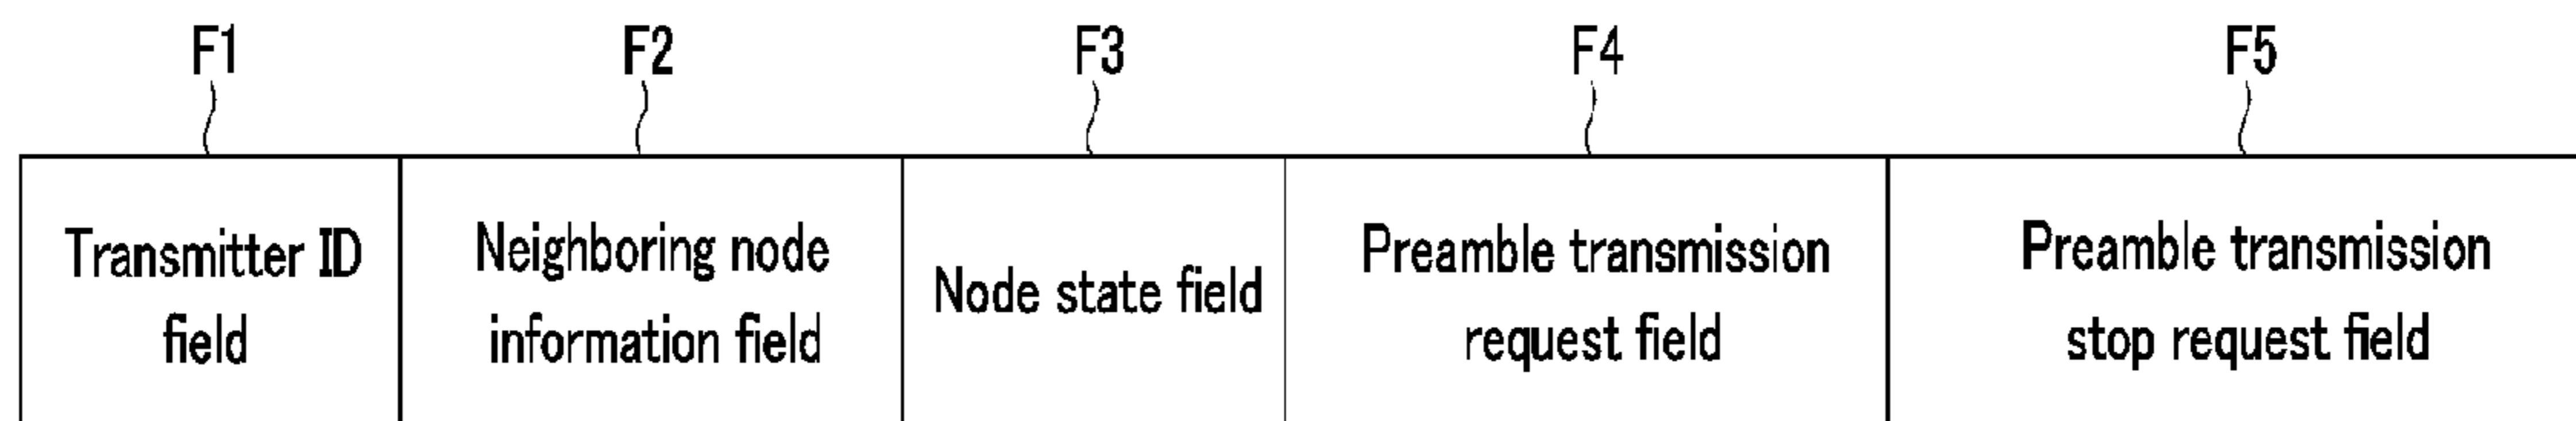 F1
F2
F3
F4
F5
Transmitter ID
field
Neighboring node
information field
Node state field
Preamble transmission
request field
Preamble transmission
stop request field